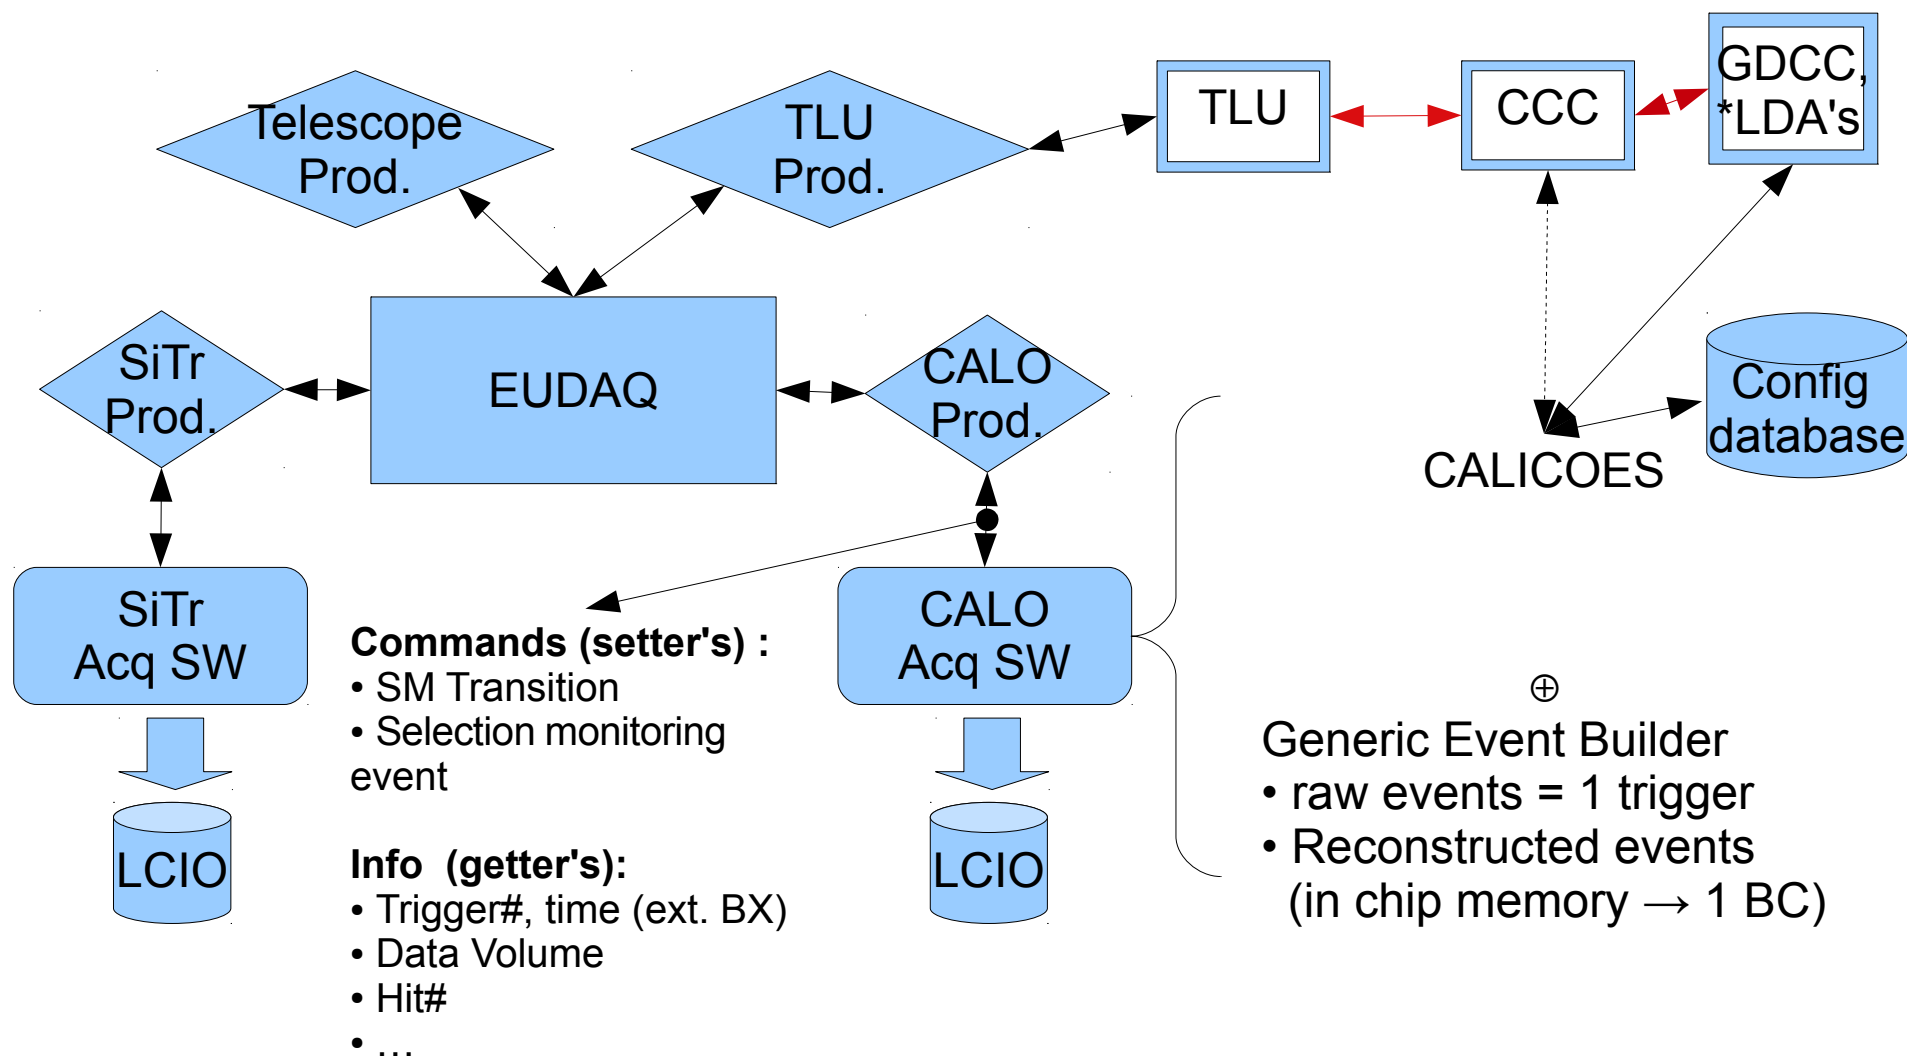 Telescope
Prod.
TLU
Prod.
TLU
CCC
GDCC,
*LDA's
SiTr
Prod.
EUDAQ
CALO
Prod.
Config
database
CALICOES
SiTr
Acq SW
CALO
Acq SW
LCIO
LCIO
Commands (setter's) :
• SM Transition
• Selection monitoring
event
Info (getter's):
• Trigger#, time (ext. BX)
• Data Volume
• Hit#
• ...
⊕
Generic Event Builder
• raw events = 1 trigger
• Reconstructed events
(in chip memory → 1 BC)